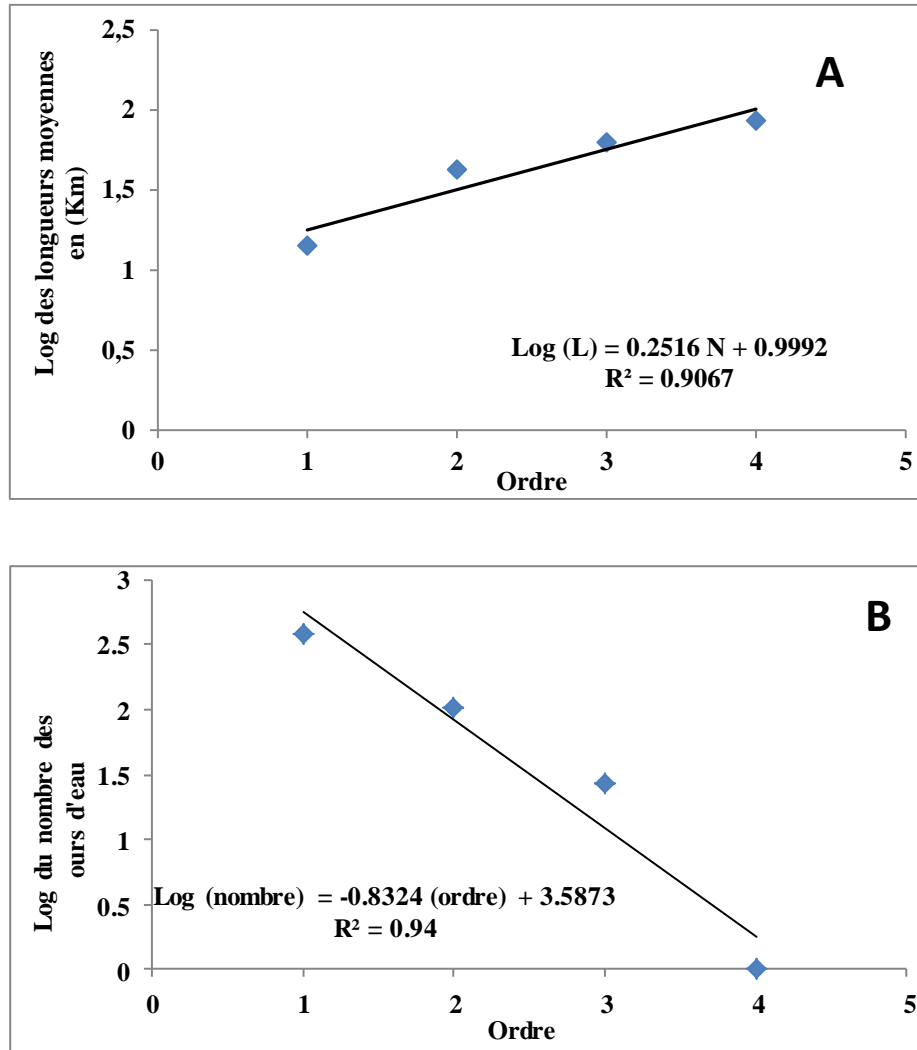 A
Log des longueurs moyennes
en (Km)
2,5
2
1,5
1
0,5
0
Log (L) = 0.2516 N + 0.9992
R² = 0.9067
0 1 2 3 4 5
Ordre
B
Log du nombre des
ours d'eau
3
2.5
2
1.5
1
0.5
0
Log (nombre) = -0.8324 (ordre) + 3.5873
R² = 0.94
0 1 2 3 4 5
Ordre